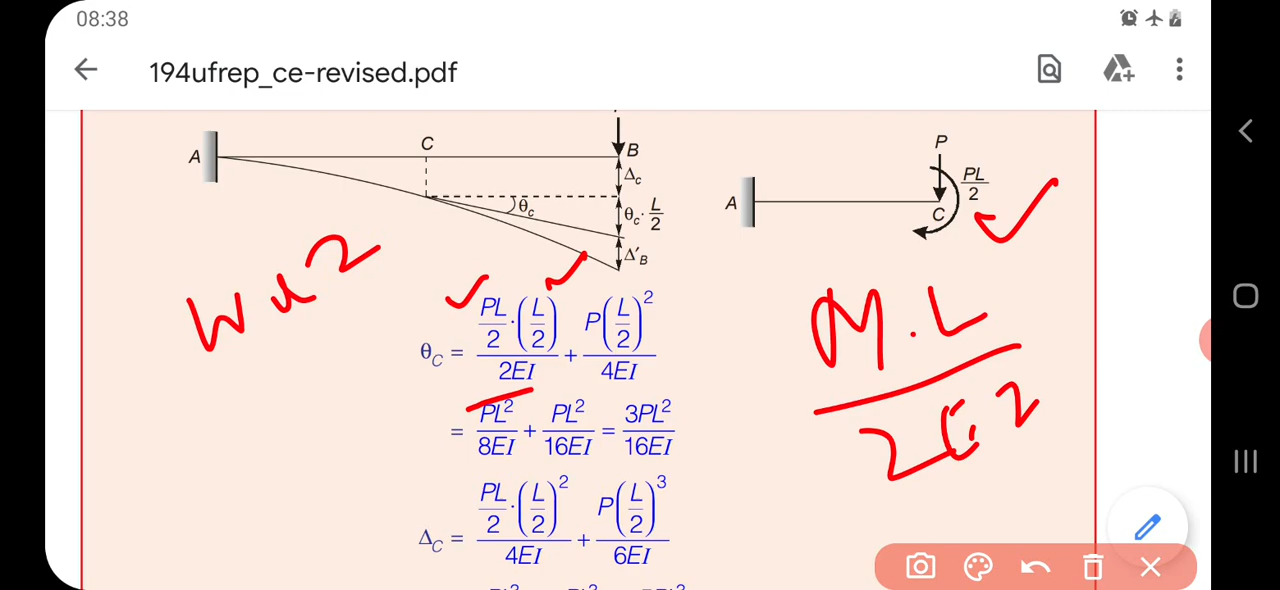 08:38
194ufrep_ce-revised.pdf
A C B
Δc
θc
θc · L/2
Δ'B
P
PL/2
A C
θC = (PL/2 · (L/2))/2EI + P(L/2)²/4EI
= PL²/8EI + PL²/16EI = 3PL²/16EI
ΔC = (PL/2 · (L/2)²)/4EI + P(L/2)³/6EI
M.L